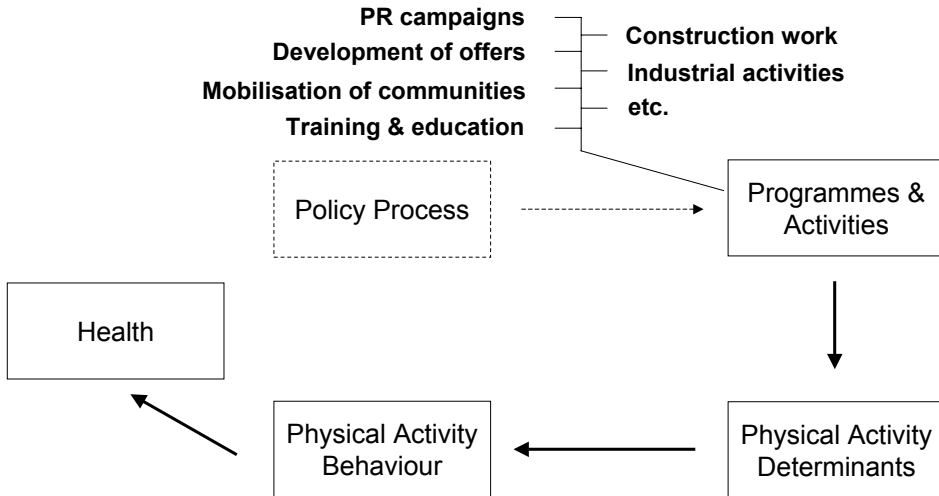 PR campaigns
Development of offers
Mobilisation of communities
Training & education
Construction work
Industrial activities
etc.
Policy Process
Programmes &
Activities
Health
Physical Activity
Behaviour
Physical Activity
Determinants